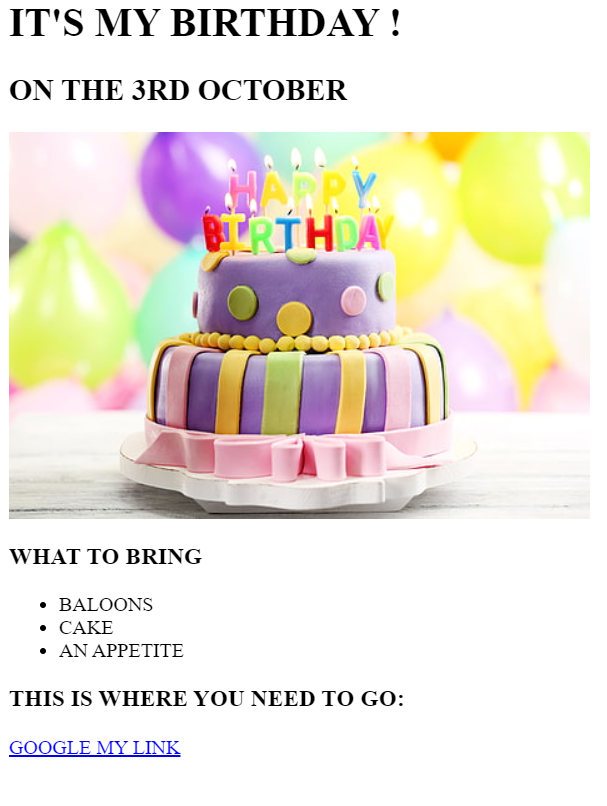 IT'S MY BIRTHDAY !
ON THE 3RD OCTOBER
HAPPY
BIRTHDAY
WHAT TO BRING
BALOONS
CAKE
AN APPETITE
THIS IS WHERE YOU NEED TO GO:
GOOGLE MY LINK